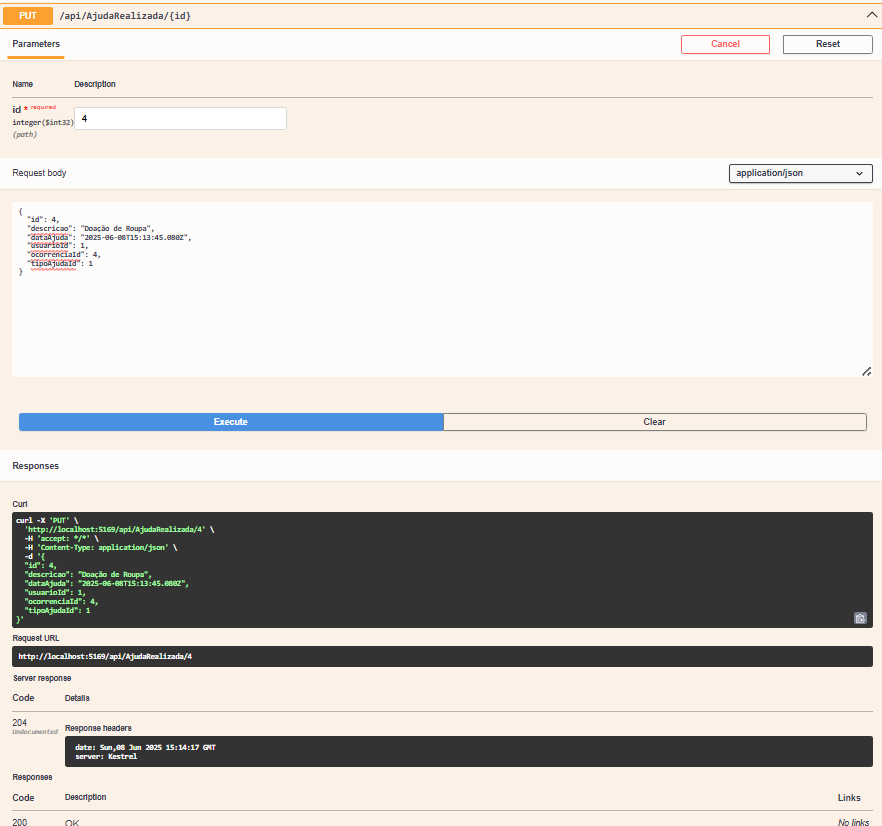 PUT /api/AjudaRealizada/{id}
Parameters
Cancel
Reset
Name Description
id * required
integer($int32)
(path)
4
Request body
application/json
{
"id": 4,
"descricao": "Doação de Roupa",
"dataAjuda": "2025-06-08T15:13:45.080Z",
"usuarioId": 1,
"ocorrenciaId": 4,
"tipoAjudaId": 1
}
Execute
Clear
Responses
Curl
curl -X 'PUT' \
'http://localhost:5169/api/AjudaRealizada/4' \
-H 'accept: */*' \
-H 'Content-Type: application/json' \
-d '{
"id": 4,
"descricao": "Doação de Roupa",
"dataAjuda": "2025-06-08T15:13:45.080Z",
"usuarioId": 1,
"ocorrenciaId": 4,
"tipoAjudaId": 1
}'
Request URL
http://localhost:5169/api/AjudaRealizada/4
Server response
Code Details
204
Undocumented
Response headers
date: Sun,08 Jun 2025 15:14:17 GMT
server: Kestrel
Responses
Code Description Links
200 OK No links